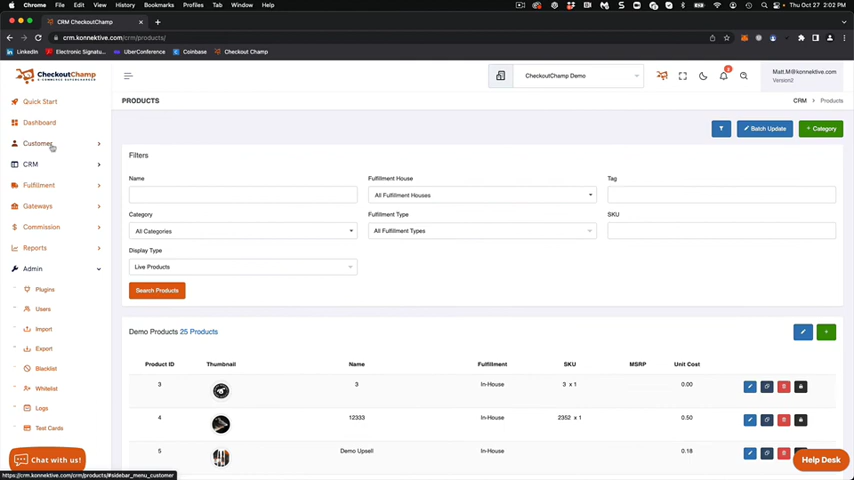 Chrome File Edit View History Bookmarks Profiles Tab Window Help Thu Oct 27 2:02 PM
CRM CheckoutChamp
crm.konnektive.com/crm/products/
LinkedIn Electronic Signatur... UberConference Coinbase Checkout Champ
CheckoutChamp
E-COMMERCE SUPERCHARGED
CheckoutChamp Demo
2
Matt.M@konnektive.com
Version2
Quick Start
Dashboard
Customer
CRM
Fulfillment
Gateways
Commission
Reports
Admin
Plugins
Users
Import
Export
Blacklist
Whitelist
Logs
Test Cards
Chat with us!
PRODUCTS
CRM > Products
Batch Update
+ Category
Filters
Name
Fulfillment House
Tag
All Fulfillment Houses
Category
Fulfillment Type
SKU
All Categories
All Fulfillment Types
Display Type
Live Products
Search Products
Demo Products 25 Products
+
Product ID Thumbnail Name Fulfillment SKU MSRP Unit Cost
3 3 In-House 3 x1 0.00
4 12333 In-House 2352 x 1 0.50
5 Demo Upsell In-House 0.18
Help Desk
https://crm.konnektive.com/crm/products/#sidebar_menu_customer